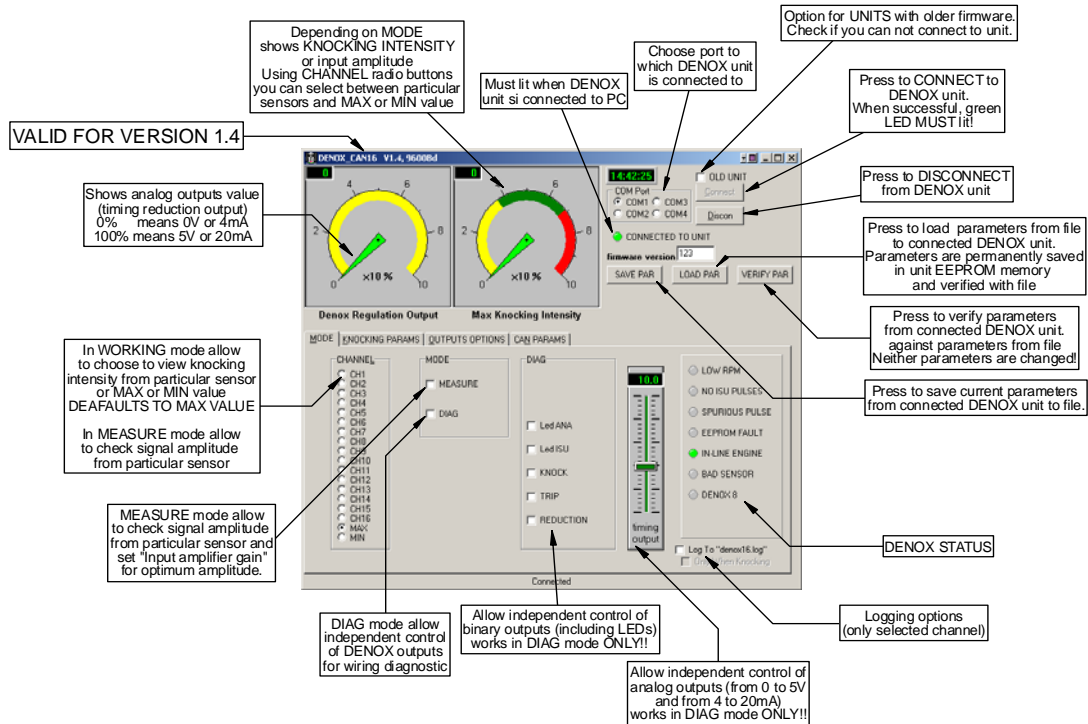 Depending on MODE
shows KNOCKING INTENSITY
or input amplitude
Using CHANNEL radio buttons
you can select between particular
sensors and MAX or MIN value
Must lit when DENOX
unit si connected to PC
Choose port to
which DENOX unit
is connected to
Option for UNITS with older firmware.
Check if you can not connect to unit.
Press to CONNECT to
DENOX unit.
When successful, green
LED MUST lit!
VALID FOR VERSION 1.4
Shows analog outputs value
(timing reduction output)
0% means 0V or 4mA
100% means 5V or 20mA
Press to DISCONNECT
from DENOX unit
Press to load parameters from file
to connected DENOX unit.
Parameters are permanently saved
in unit EEPROM memory
and verified with file
Press to verify parameters
from connected DENOX unit.
against parameters from file
Neither parameters are changed!
Press to save current parameters
from connected DENOX unit to file.
DENOX_CAN16 V1.4, 9600Bd
0
0 2 4 6 8 10
x10 %
Denox Regulation Output
0
0 2 4 6 8 10
x10 %
Max Knocking Intensity
14:42:25
OLD UNIT
COM Port
COM1 COM3
COM2 COM4
Connect
Discon
CONNECTED TO UNIT
firmware version 123
SAVE PAR LOAD PAR VERIFY PAR
MODE KNOCKING PARAMS OUTPUTS OPTIONS CAN PARAMS
CHANNEL
CH1
CH2
CH3
CH4
CH5
CH6
CH7
CH8
CH9
CH10
CH11
CH12
CH13
CH14
CH15
CH16
MAX
MIN
MODE
MEASURE
DIAG
DIAG
Led ANA
Led ISU
KNOCK
TRIP
REDUCTION
10.0
timing
output
LOW RPM
NO ISU PULSES
SPURIOUS PULSE
EEPROM FAULT
IN-LINE ENGINE
BAD SENSOR
DENOX 8
Log To "denox16.log"
Knocking
Connected
In WORKING mode allow
to choose to view knocking
intensity from particular sensor
or MAX or MIN value
DEAFAULTS TO MAX VALUE
In MEASURE mode allow
to check signal amplitude
from particular sensor
MEASURE mode allow
to check signal amplitude
from particular sensor and
set "Input amplifier gain"
for optimum amplitude.
DIAG mode allow
independent control
of DENOX outputs
for wiring diagnostic
Allow independent control of
binary outputs (including LEDs)
works in DIAG mode ONLY!!
Allow independent control of
analog outputs (from 0 to 5V
and from 4 to 20mA)
works in DIAG mode ONLY!!
DENOX STATUS
Logging options
(only selected channel)